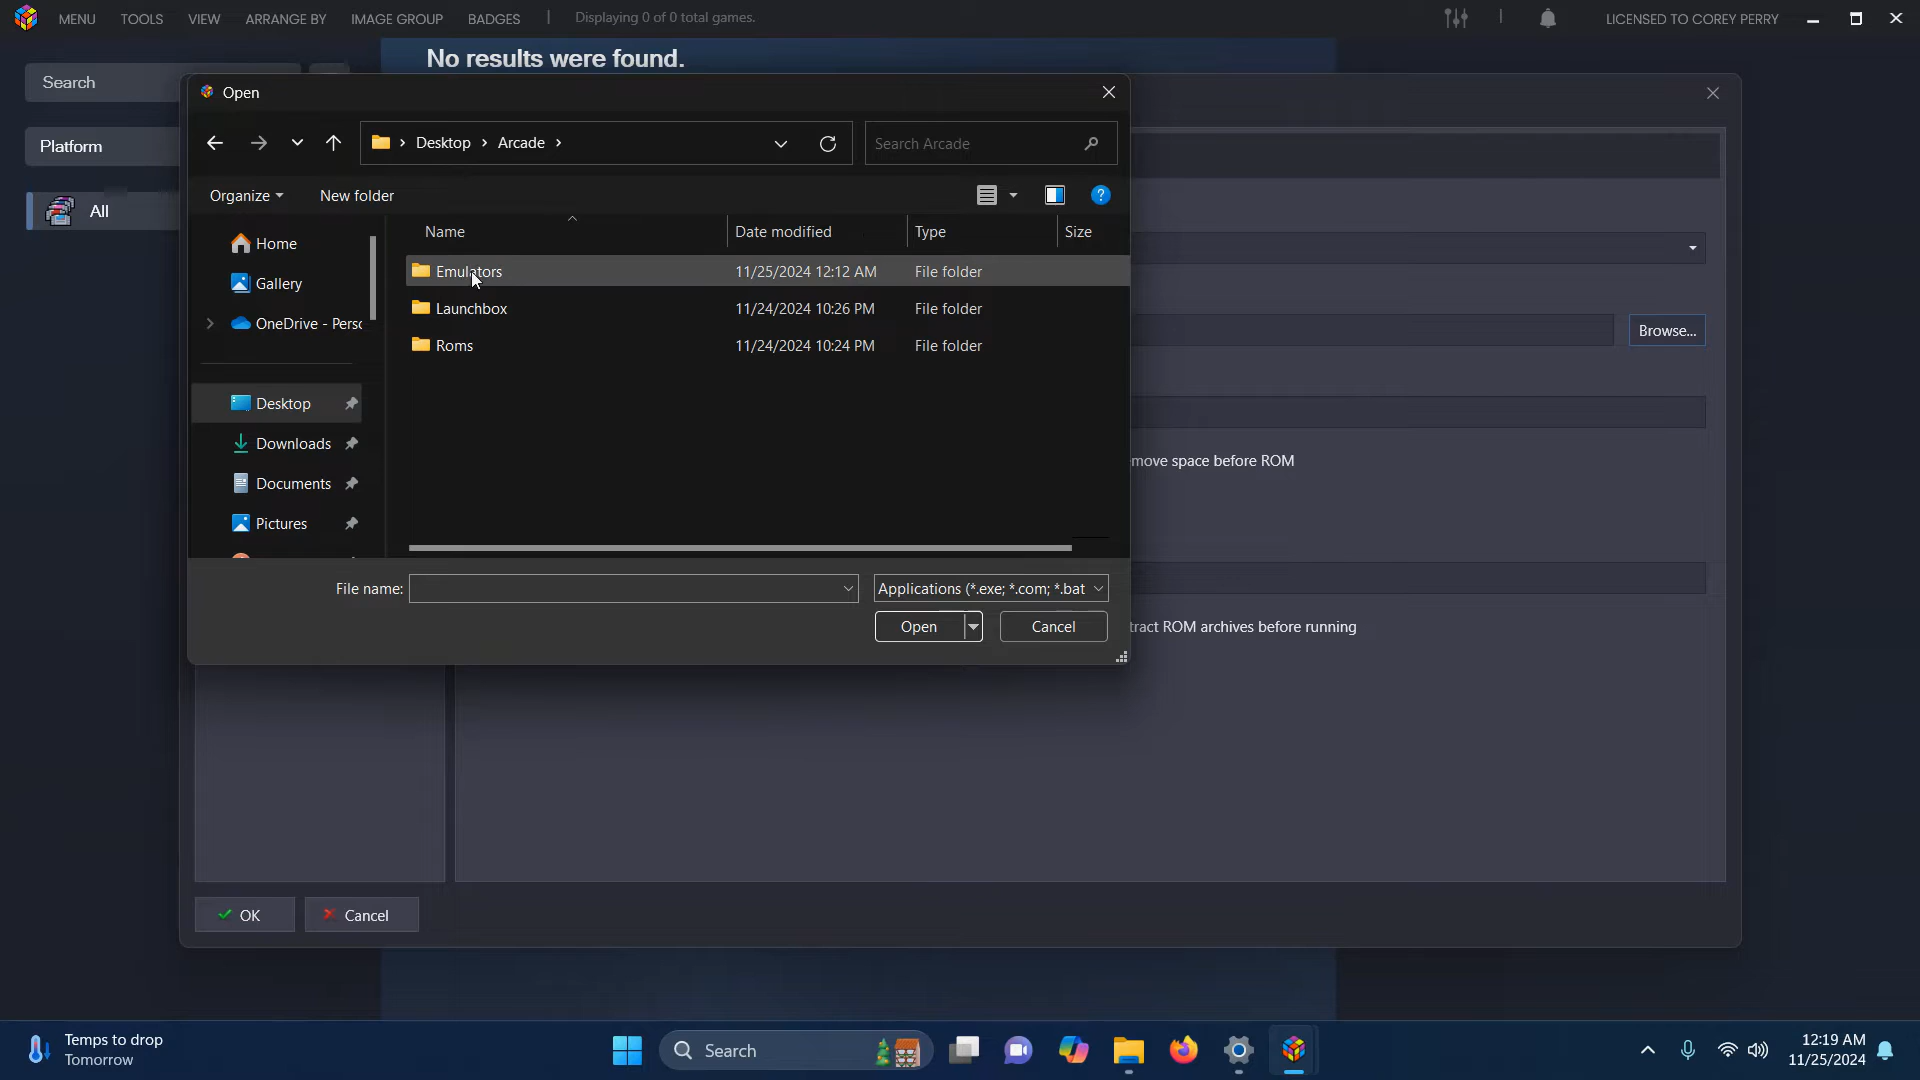 MENU TOOLS VIEW ARRANGE BY IMAGE GROUP BADGES Displaying 0 of 0 total games. LICENSED TO COREY PERRY
No results were found.
Search
Open
Desktop Arcade Search Arcade
Platform
Organize New folder
All
Name Date modified Type Size
Home
Emulators 11/25/2024 12:12 AM File folder
Gallery
Launchbox 11/24/2024 10:26 PM File folder
OneDrive - Perso
Browse...
Roms 11/24/2024 10:24 PM File folder
Desktop
Downloads
move space before ROM
Documents
Pictures
File name: Applications (*.exe; *.com; *.bat
Open Cancel
tract ROM archives before running
OK Cancel
Temps to drop
Tomorrow
Search
12:19 AM
11/25/2024